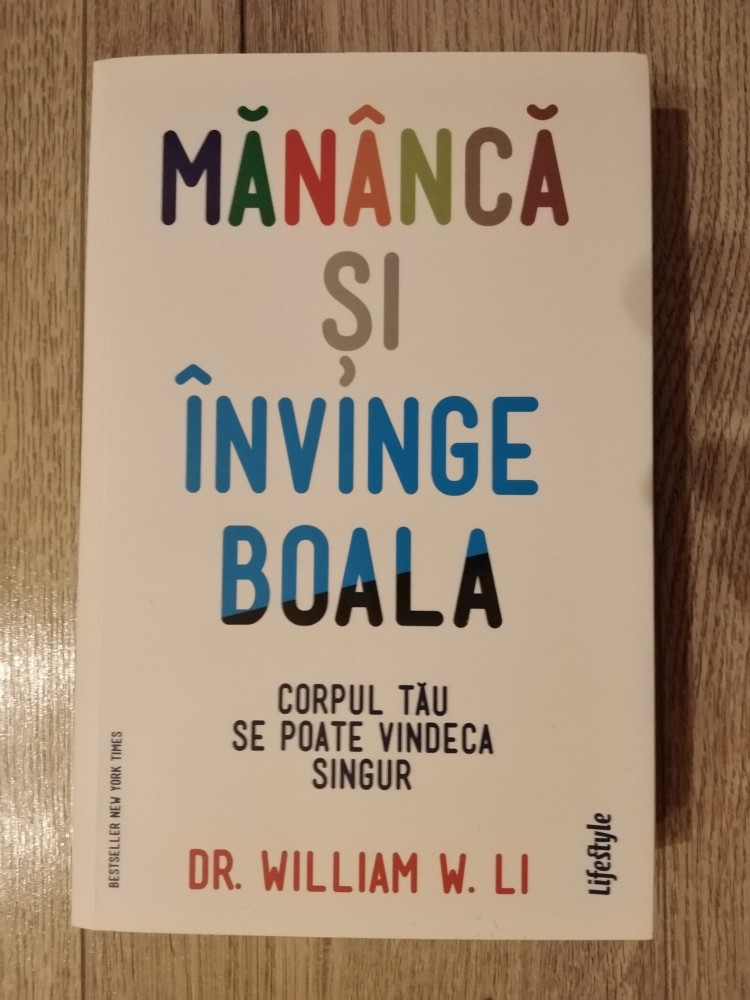 MĂNÂNCĂ
ȘI
ÎNVINGE
BOALA
CORPUL TĂU
SE POATE VINDECA
SINGUR
BESTSELLER NEW YORK TIMES
DR. WILLIAM W. LI
Lifestyle